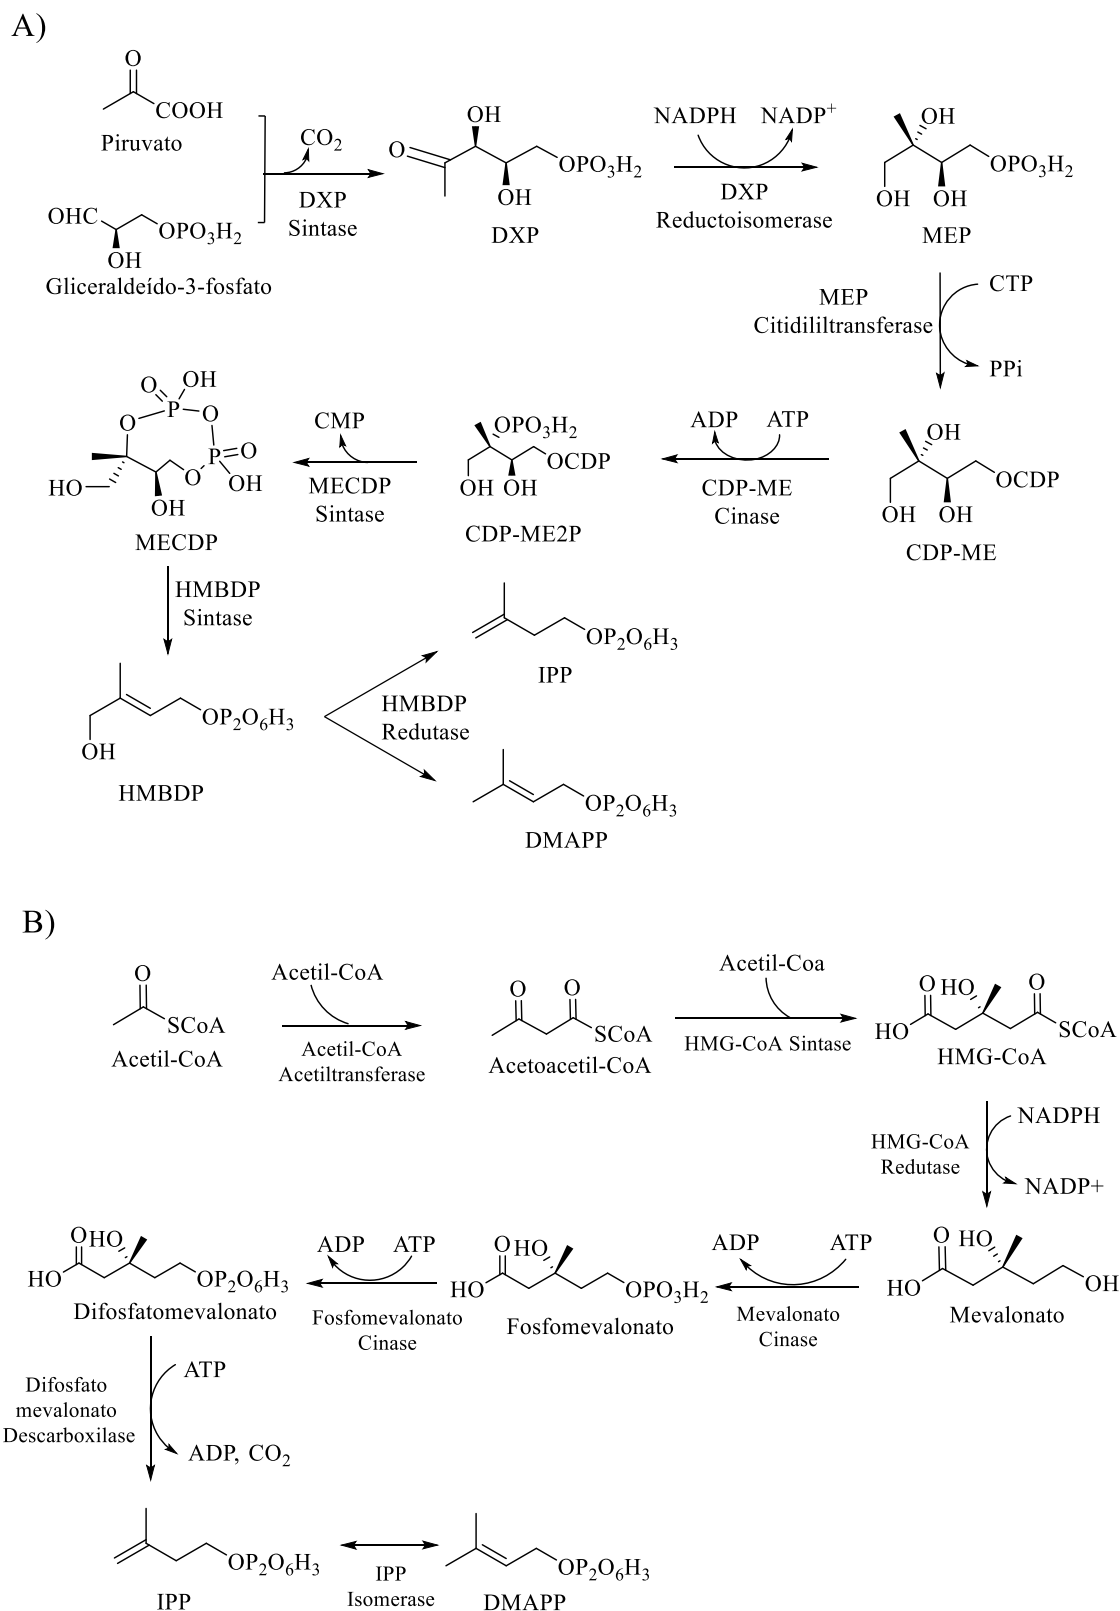 A)
O
COOH
Piruvato
OHC
OPO3H2
OH
Gliceraldeído-3-fosfato
CO2
DXP
Sintase
OH
O
OPO3H2
OH
DXP
NADPH NADP+
DXP
Reductoisomerase
OH
OPO3H2
OH OH
MEP
MEP
Citidililtransferase
CTP
PPi
OH
OCDP
OH OH
CDP-ME
ADP ATP
CDP-ME
Cinase
OPO3H2
OCDP
OH OH
CDP-ME2P
CMP
MECDP
Sintase
O OH
P
O O
P O
HO O OH
OH
MECDP
HMBDP
Sintase
OP2O6H3
OH
HMBDP
HMBDP
Redutase
OP2O6H3
IPP
OP2O6H3
DMAPP
B)
O
SCoA
Acetil-CoA
Acetil-CoA
Acetil-CoA
Acetiltransferase
O O
SCoA
Acetoacetil-CoA
Acetil-Coa
HMG-CoA Sintase
O HO O
HO SCoA
HMG-CoA
HMG-CoA
Redutase
NADPH
NADP+
O HO
HO OH
Mevalonato
ADP ATP
Mevalonato
Cinase
O HO
HO OPO3H2
Fosfomevalonato
ADP ATP
Fosfomevalonato
Cinase
O HO
HO OP2O6H3
Difosfatomevalonato
Difosfato
mevalonato
Descarboxilase
ATP
ADP, CO2
OP2O6H3
IPP
IPP
Isomerase
OP2O6H3
DMAPP